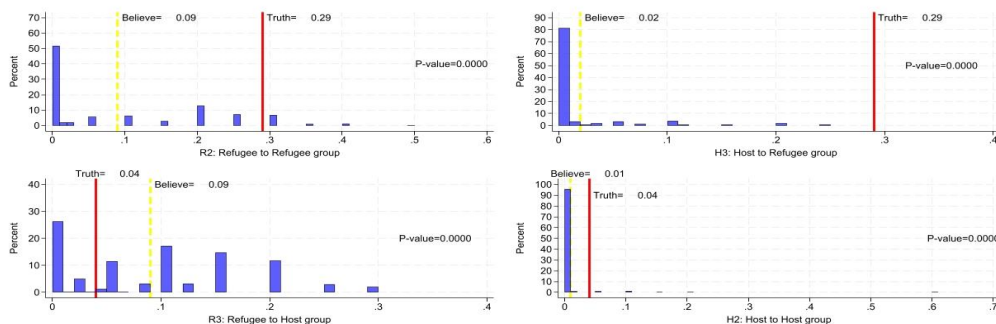 Believe= 0.09 Truth= 0.29
70
60
50
40
30
20
10
0
Percent
P-value=0.0000
0 .1 .2 .3 .4 .5 .6
R2: Refugee to Refugee group
Believe= 0.02 Truth= 0.29
90
80
70
60
50
40
30
20
10
0
Percent
P-value=0.0000
0 .1 .2 .3 .4
H3: Host to Refugee group
Truth= 0.04
Believe= 0.09
40
30
20
10
0
Percent
P-value=0.0000
0 .1 .2 .3 .4
R3: Refugee to Host group
Believe= 0.01
Truth= 0.04
100
90
80
70
60
50
40
30
20
10
0
Percent
P-value=0.0000
0 .1 .2 .3 .4 .5 .6 .7
H2: Host to Host group